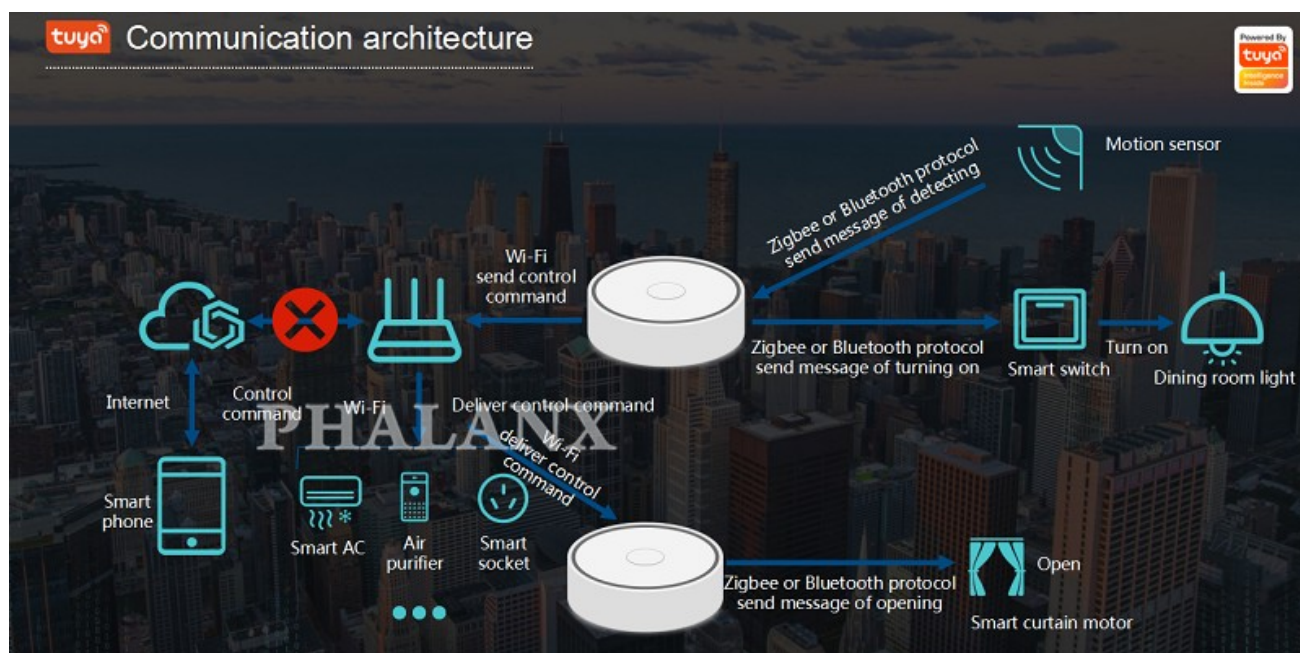 tuya Communication architecture
Powered By
tuya
Intelligence
Inside
Motion sensor
Zigbee or Bluetooth protocol
send message of detecting
Wi-Fi
send control
command
Zigbee or Bluetooth protocol
send message of turning on
Smart switch
Turn on
Dining room light
Internet
Control
command
Wi-Fi
Deliver control command
PHALANX
Wi-Fi
deliver control
command
Smart
phone
Smart AC
Air
purifier
Smart
socket
Zigbee or Bluetooth protocol
send message of opening
Open
Smart curtain motor